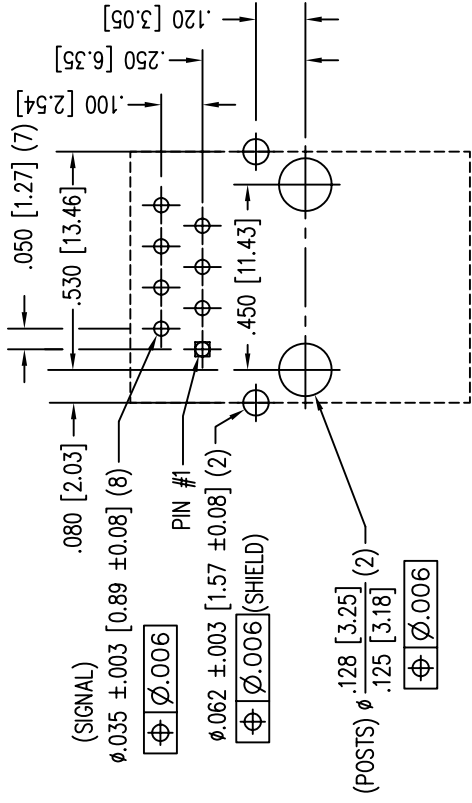 .120
[3.05]
.250 [6.35]
.100 [2.54]
.050 [1.27] (7)
.530 [13.46]
.450 [11.43]
.080 [2.03]
(SIGNAL)
ø.035 ±.003 [0.89 ±0.08] (8)
⌖ Ø.006
PIN #1
ø.062 ±.003 [1.57 ±0.08] (2)
⌖ Ø.006 (SHIELD)
(POSTS) ø .128 [3.25] (2)
.125 [3.18]
⌖ Ø.006